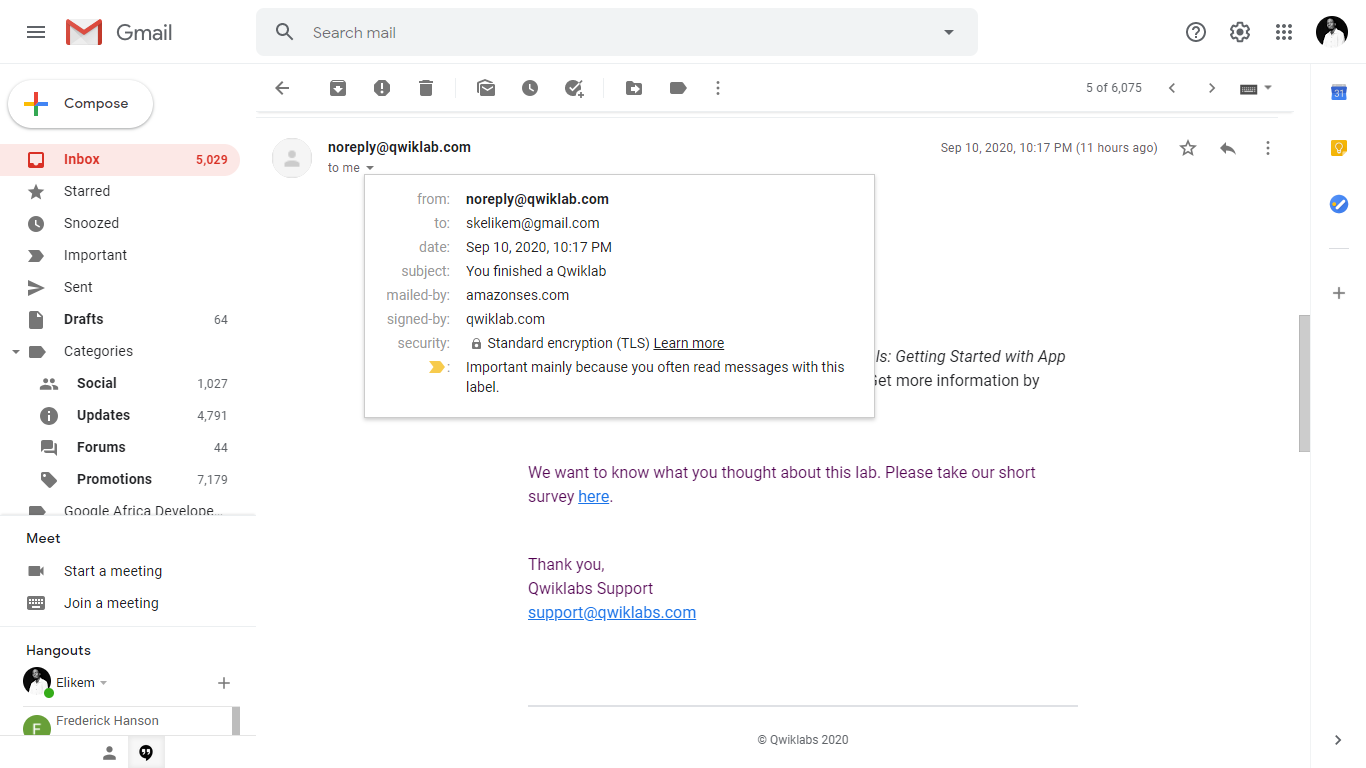 Gmail
Search mail
Compose
5 of 6,075
Inbox 5,029
Starred
Snoozed
Important
Sent
Drafts 64
Categories
Social 1,027
Updates 4,791
Forums 44
Promotions 7,179
Google Africa Develope...
Meet
Start a meeting
Join a meeting
Hangouts
Elikem
Frederick Hanson
F
noreply@qwiklab.com
Sep 10, 2020, 10:17 PM (11 hours ago)
to me
from: noreply@qwiklab.com
to: skelikem@gmail.com
date: Sep 10, 2020, 10:17 PM
subject: You finished a Qwiklab
mailed-by: amazonses.com
signed-by: qwiklab.com
security: Standard encryption (TLS) Learn more
: Important mainly because you often read messages with this
label.
ls: Getting Started with App
Get more information by
We want to know what you thought about this lab. Please take our short
survey here.
Thank you,
Qwiklabs Support
support@qwiklabs.com
© Qwiklabs 2020
31